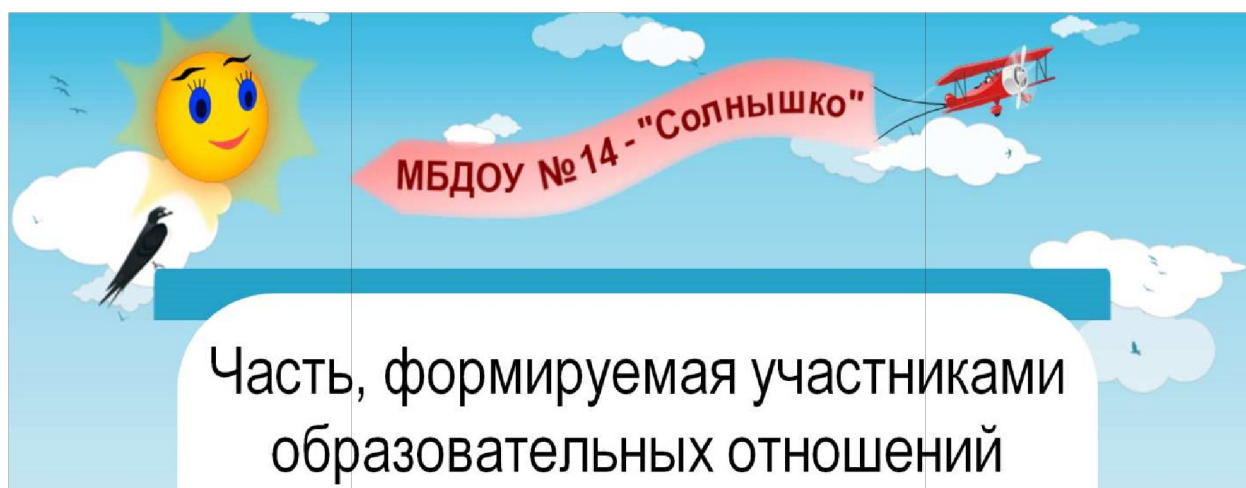 МБДОУ №14 - "Солнышко"
Часть, формируемая участниками
образовательных отношений